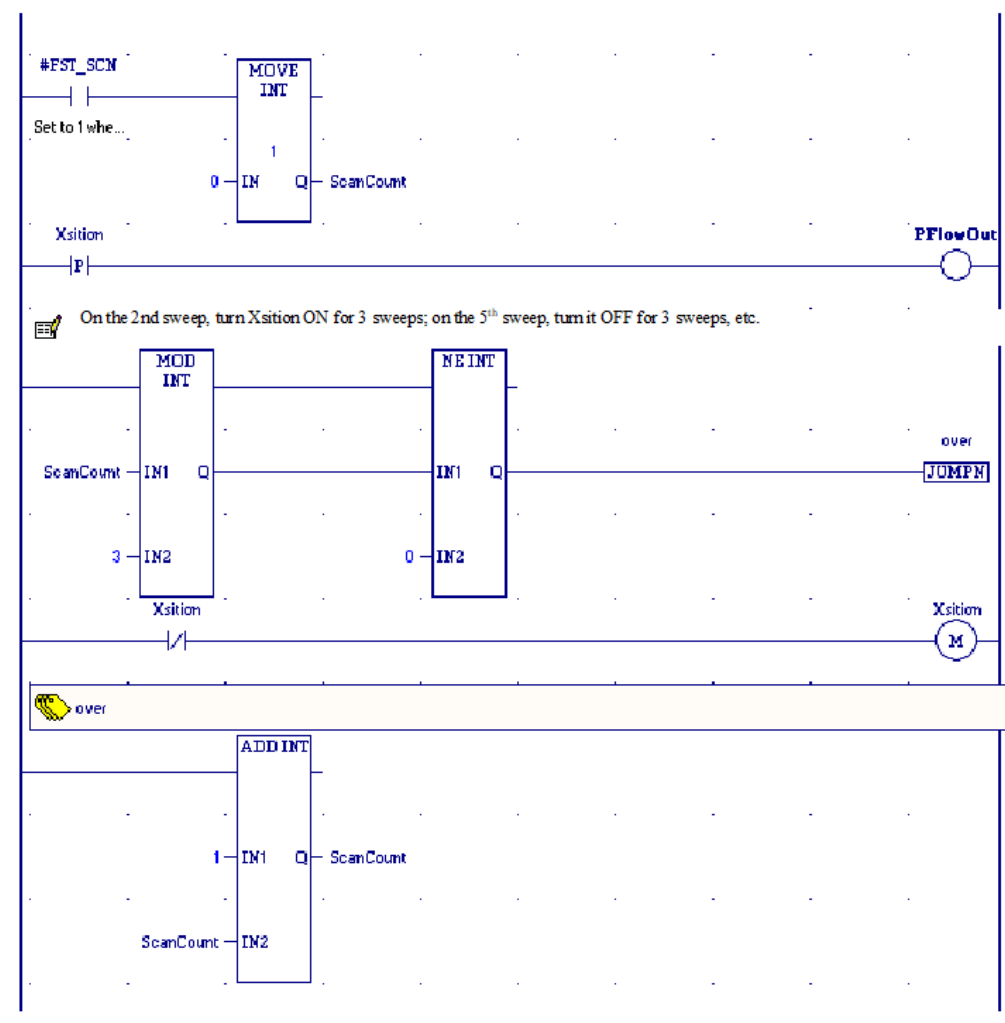 #FST_SCN
MOVE
INT
Set to 1 whe...
1
0 IN Q ScanCount
Xsition PFlowOut
P
On the 2nd sweep, turn Xsition ON for 3 sweeps; on the 5th sweep, turn it OFF for 3 sweeps, etc.
MOD NE INT
INT
over
ScanCount IN1 Q IN1 Q JUMPN
3 IN2 0 IN2
Xsition Xsition
M
over
ADD INT
1 IN1 Q ScanCount
ScanCount IN2